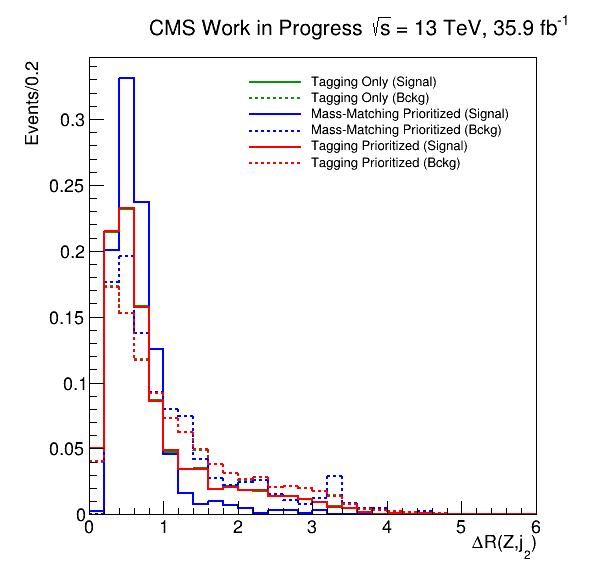 CMS Work in Progress √s = 13 TeV, 35.9 fb⁻¹
Events/0.2
Tagging Only (Signal)
Tagging Only (Bckg)
Mass-Matching Prioritized (Signal)
Mass-Matching Prioritized (Bckg)
Tagging Prioritized (Signal)
Tagging Prioritized (Bckg)
0.3
0.25
0.2
0.15
0.1
0.05
0
0 1 2 3 4 5 6
ΔR(Z,j₂)